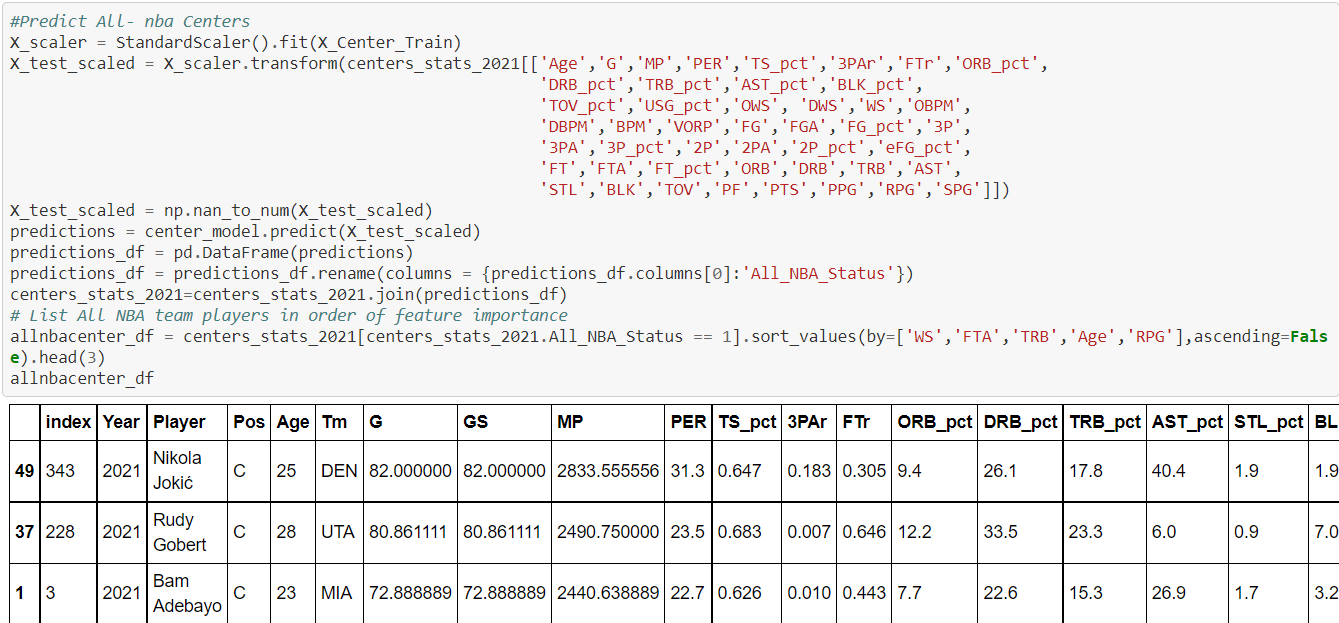 #Predict All- nba Centers
X_scaler = StandardScaler().fit(X_Center_Train)
X_test_scaled = X_scaler.transform(centers_stats_2021[['Age','G','MP','PER','TS_pct','3PAr','FTr','ORB_pct',
'DRB_pct','TRB_pct','AST_pct','BLK_pct',
'TOV_pct','USG_pct','OWS', 'DWS','WS','OBPM',
'DBPM','BPM','VORP','FG','FGA','FG_pct','3P',
'3PA','3P_pct','2P','2PA','2P_pct','eFG_pct',
'FT','FTA','FT_pct','ORB','DRB','TRB','AST',
'STL','BLK','TOV','PF','PTS','PPG','RPG','SPG']])
X_test_scaled = np.nan_to_num(X_test_scaled)
predictions = center_model.predict(X_test_scaled)
predictions_df = pd.DataFrame(predictions)
predictions_df = predictions_df.rename(columns = {predictions_df.columns[0]:'All_NBA_Status'})
centers_stats_2021=centers_stats_2021.join(predictions_df)
# List All NBA team players in order of feature importance
allnbacenter_df = centers_stats_2021[centers_stats_2021.All_NBA_Status == 1].sort_values(by=['WS','FTA','TRB','Age','RPG'],ascending=Fals
e).head(3)
allnbacenter_df
index Year Player Pos Age Tm G GS MP PER TS_pct 3PAr FTr ORB_pct DRB_pct TRB_pct AST_pct STL_pct BL
49 343 2021 Nikola Jokić C 25 DEN 82.000000 82.000000 2833.555556 31.3 0.647 0.183 0.305 9.4 26.1 17.8 40.4 1.9 1.9
37 228 2021 Rudy Gobert C 28 UTA 80.861111 80.861111 2490.750000 23.5 0.683 0.007 0.646 12.2 33.5 23.3 6.0 0.9 7.0
1 3 2021 Bam Adebayo C 23 MIA 72.888889 72.888889 2440.638889 22.7 0.626 0.010 0.443 7.7 22.6 15.3 26.9 1.7 3.2